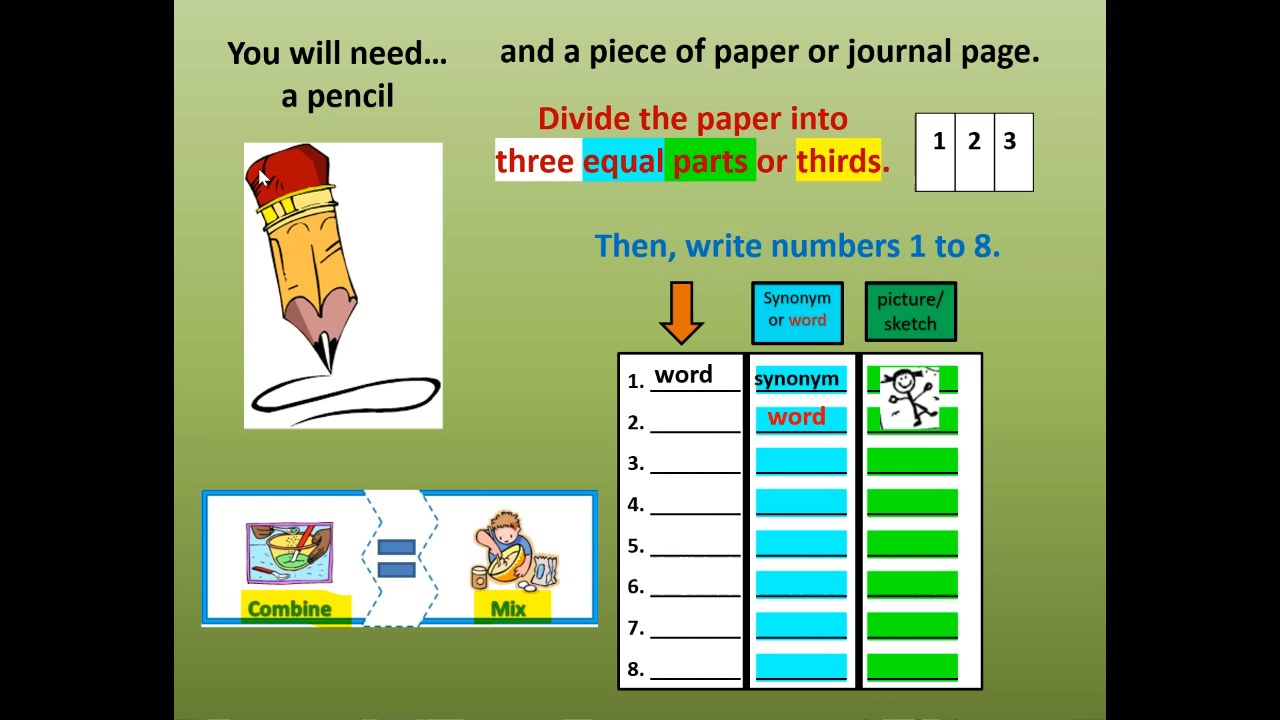 You will need…
a pencil
and a piece of paper or journal page.
Divide the paper into
three equal parts or thirds.
1 2 3
Then, write numbers 1 to 8.
Synonym
or word
picture/
sketch
1. word synonym
2. word
3.
4.
5.
6.
7.
8.
Combine
Mix